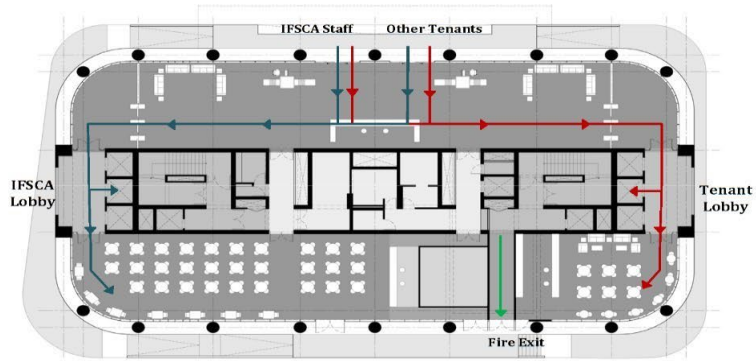 IFSCA Staff
Other Tenants
IFSCA
Lobby
Tenant
Lobby
Fire Exit